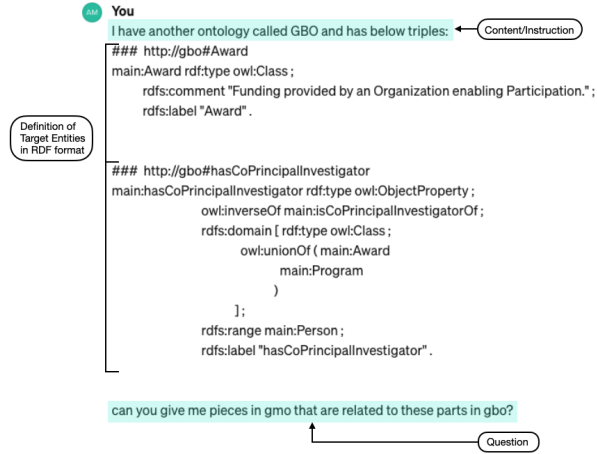 AM You
I have another ontology called GBO and has below triples:
Content/Instruction
### http://gbo#Award
main:Award rdf:type owl:Class ;
rdfs:comment "Funding provided by an Organization enabling Participation." ;
rdfs:label "Award" .
Definition of
Target Entities
in RDF format
### http://gbo#hasCoPrincipalInvestigator
main:hasCoPrincipalInvestigator rdf:type owl:ObjectProperty ;
owl:inverseOf main:isCoPrincipalInvestigatorOf ;
rdfs:domain [ rdf:type owl:Class ;
owl:unionOf ( main:Award
main:Program
)
] ;
rdfs:range main:Person ;
rdfs:label "hasCoPrincipalInvestigator" .
can you give me pieces in gmo that are related to these parts in gbo?
Question